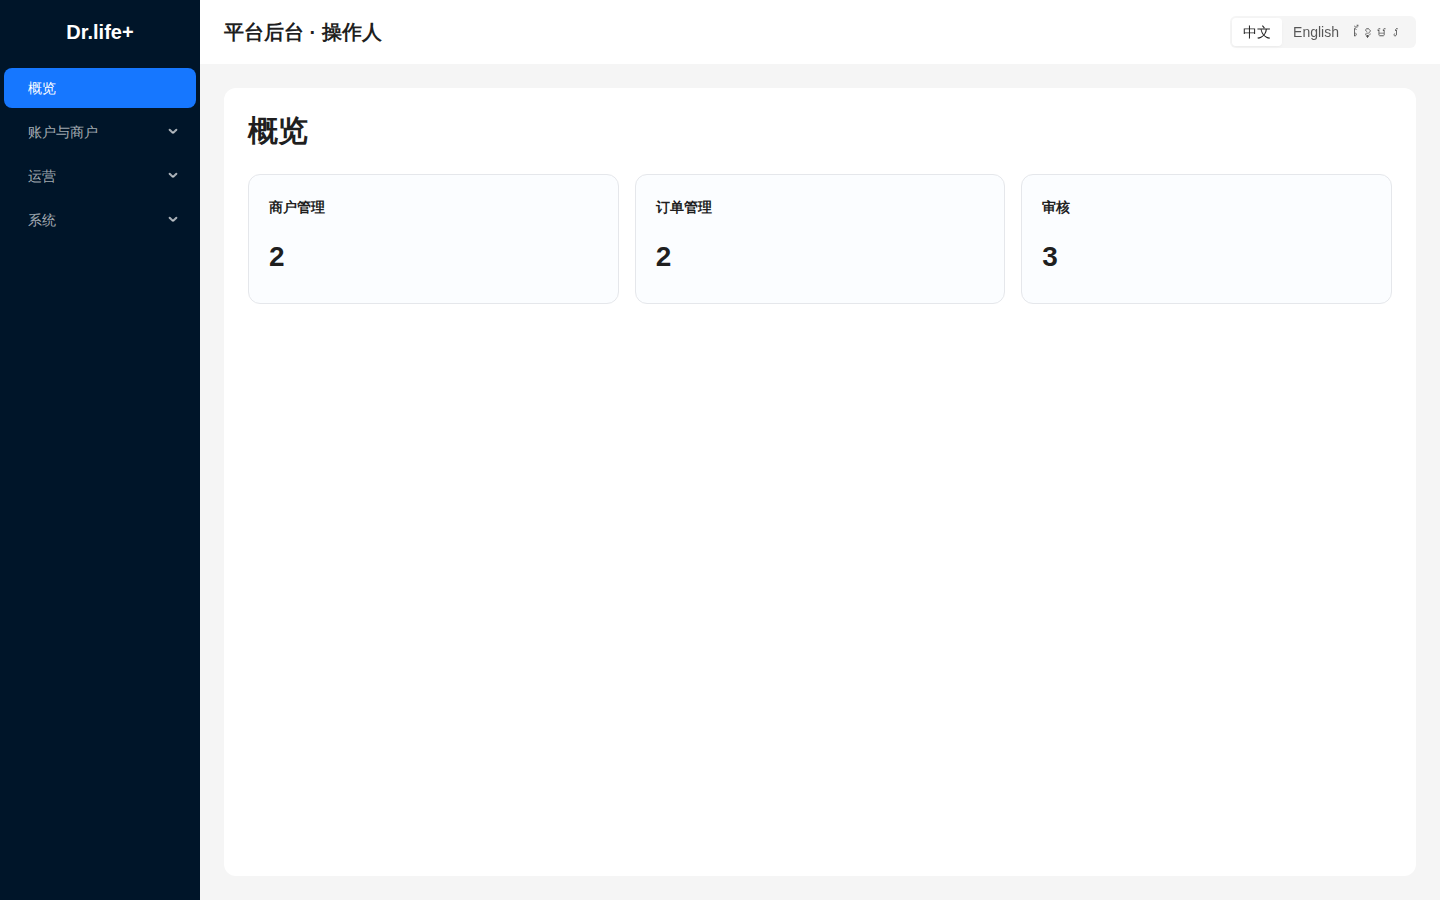 Dr.life+
概览
账户与商户
运营
系统
平台后台 · 操作人
中文
English
ខ្មែរ
概览
商户管理
2
订单管理
2
审核
3